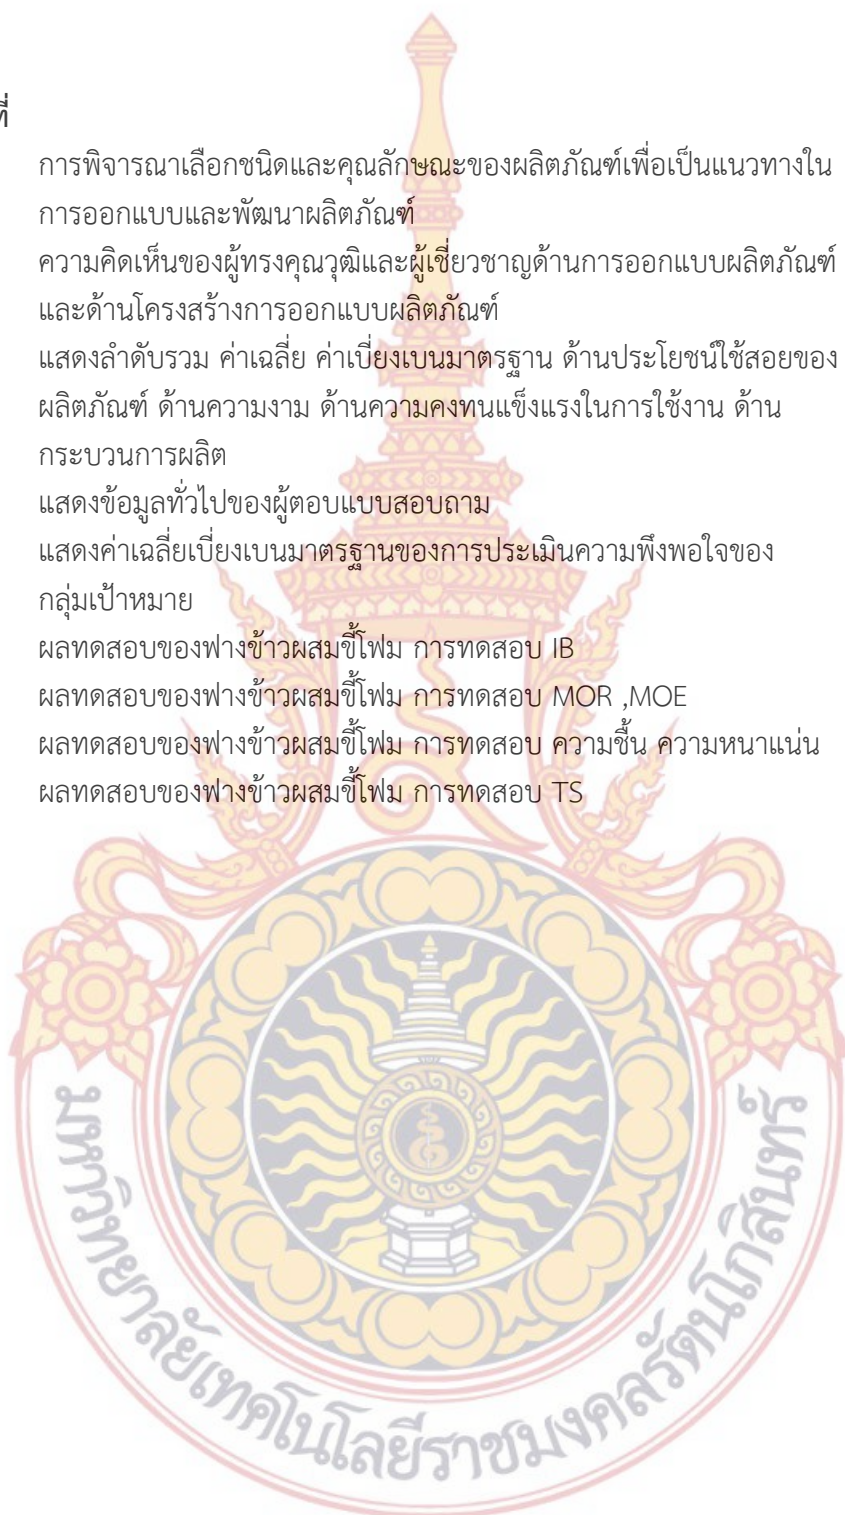 ที่
การพิจารณาเลือกชนิดและคุณลักษณะของผลิตภัณฑ์เพื่อเป็นแนวทางใน
การออกแบบและพัฒนาผลิตภัณฑ์
ความคิดเห็นของผู้ทรงคุณวุฒิและผู้เชี่ยวชาญด้านการออกแบบผลิตภัณฑ์
และด้านโครงสร้างการออกแบบผลิตภัณฑ์
แสดงลำดับรวม ค่าเฉลี่ย ค่าเบี่ยงเบนมาตรฐาน ด้านประโยชน์ใช้สอยของ
ผลิตภัณฑ์ ด้านความงาม ด้านความคงทนแข็งแรงในการใช้งาน ด้าน
กระบวนการผลิต
แสดงข้อมูลทั่วไปของผู้ตอบแบบสอบถาม
แสดงค่าเฉลี่ยเบี่ยงเบนมาตรฐานของการประเมินความพึงพอใจของ
กลุ่มเป้าหมาย
ผลทดสอบของฟางข้าวผสมขี้โฟม การทดสอบ IB
ผลทดสอบของฟางข้าวผสมขี้โฟม การทดสอบ MOR ,MOE
ผลทดสอบของฟางข้าวผสมขี้โฟม การทดสอบ ความชื้น ความหนาแน่น
ผลทดสอบของฟางข้าวผสมขี้โฟม การทดสอบ TS
มหาวิทยาลัยเทคโนโลยีราชมงคลรัตนโกสินทร์